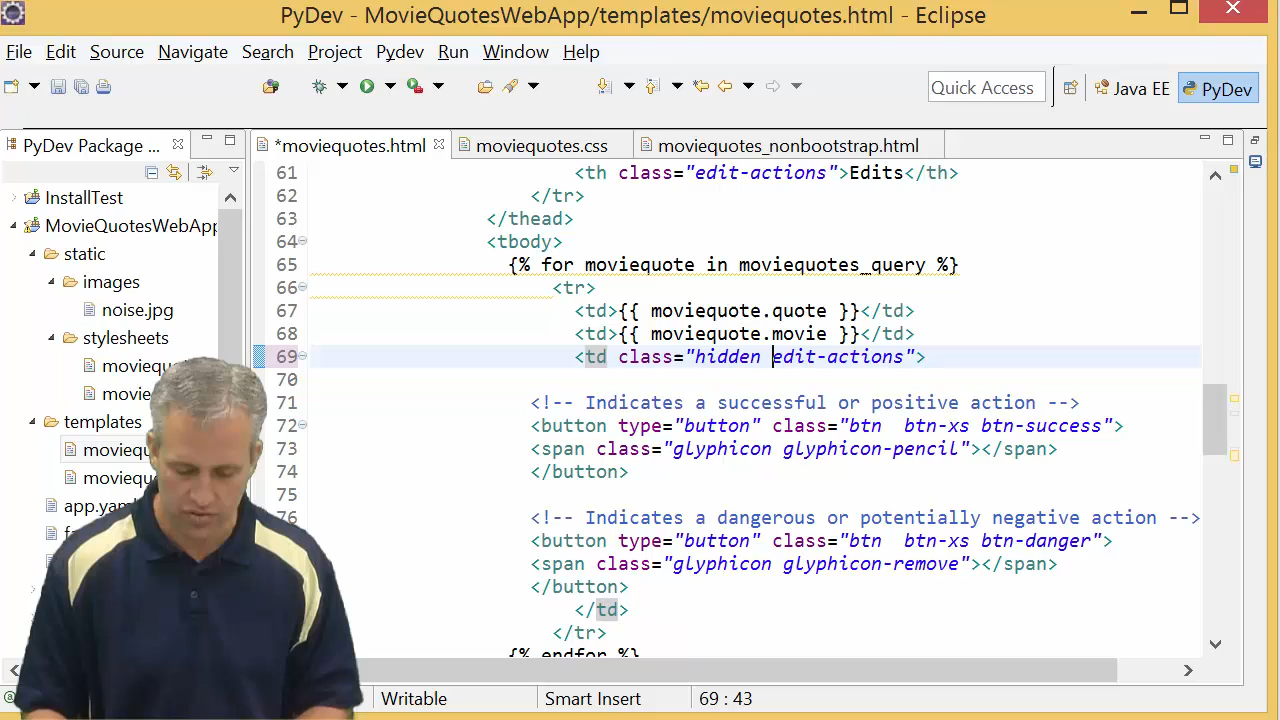 PyDev - MovieQuotesWebApp/templates/moviequotes.html - Eclipse
File Edit Source Navigate Search Project Pydev Run Window Help
Quick Access
Java EE
PyDev
PyDev Package ...
*moviequotes.html
moviequotes.css
moviequotes_nonbootstrap.html
InstallTest
MovieQuotesWebApp
static
images
noise.jpg
stylesheets
templates
61 <th class="edit-actions">Edits</th>
62 </tr>
63 </thead>
64 <tbody>
65 {% for moviequote in moviequotes_query %}
66 <tr>
67 <td>{{ moviequote.quote }}</td>
68 <td>{{ moviequote.movie }}</td>
69 <td class="hidden edit-actions">
70
71 <!-- Indicates a successful or positive action -->
72 <button type="button" class="btn  btn-xs btn-success">
73 <span class="glyphicon glyphicon-pencil"></span>
74 </button>
75
76 <!-- Indicates a dangerous or potentially negative action -->
<button type="button" class="btn  btn-xs btn-danger">
<span class="glyphicon glyphicon-remove"></span>
</button>
</td>
</tr>
{% endfor %}
Writable
Smart Insert
69 : 43